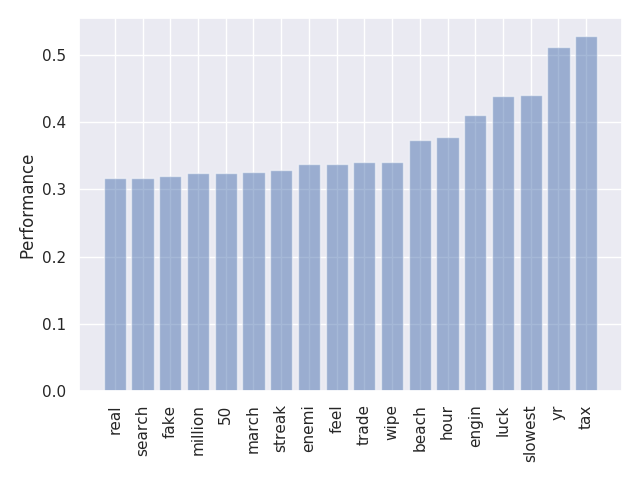 0.5
0.4
0.3
0.2
0.1
0.0
Performance
real
search
fake
million
50
march
streak
enemi
feel
trade
wipe
beach
hour
engin
luck
slowest
yr
tax